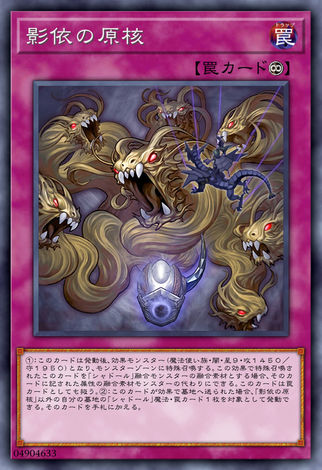 影依の原核
トラップ
罠
【罠カード】
①:このカードは発動後、効果モンスター(魔法使い族・闇・星9・攻1450/
守1950)となり、モンスターゾーンに特殊召喚する。この効果で特殊召喚さ
れたこのカードを「シャドール」融合モンスターの融合素材とする場合、そのカ
ードに記された属性の融合素材モンスターの代わりにできる。このカードは罠
カードとしても扱う。②:このカードが効果で墓地へ送られた場合、「影依の原
核」以外の自分の墓地の「シャドール」魔法・罠カード1枚を対象として発動で
きる。そのカードを手札に加える。
04904633